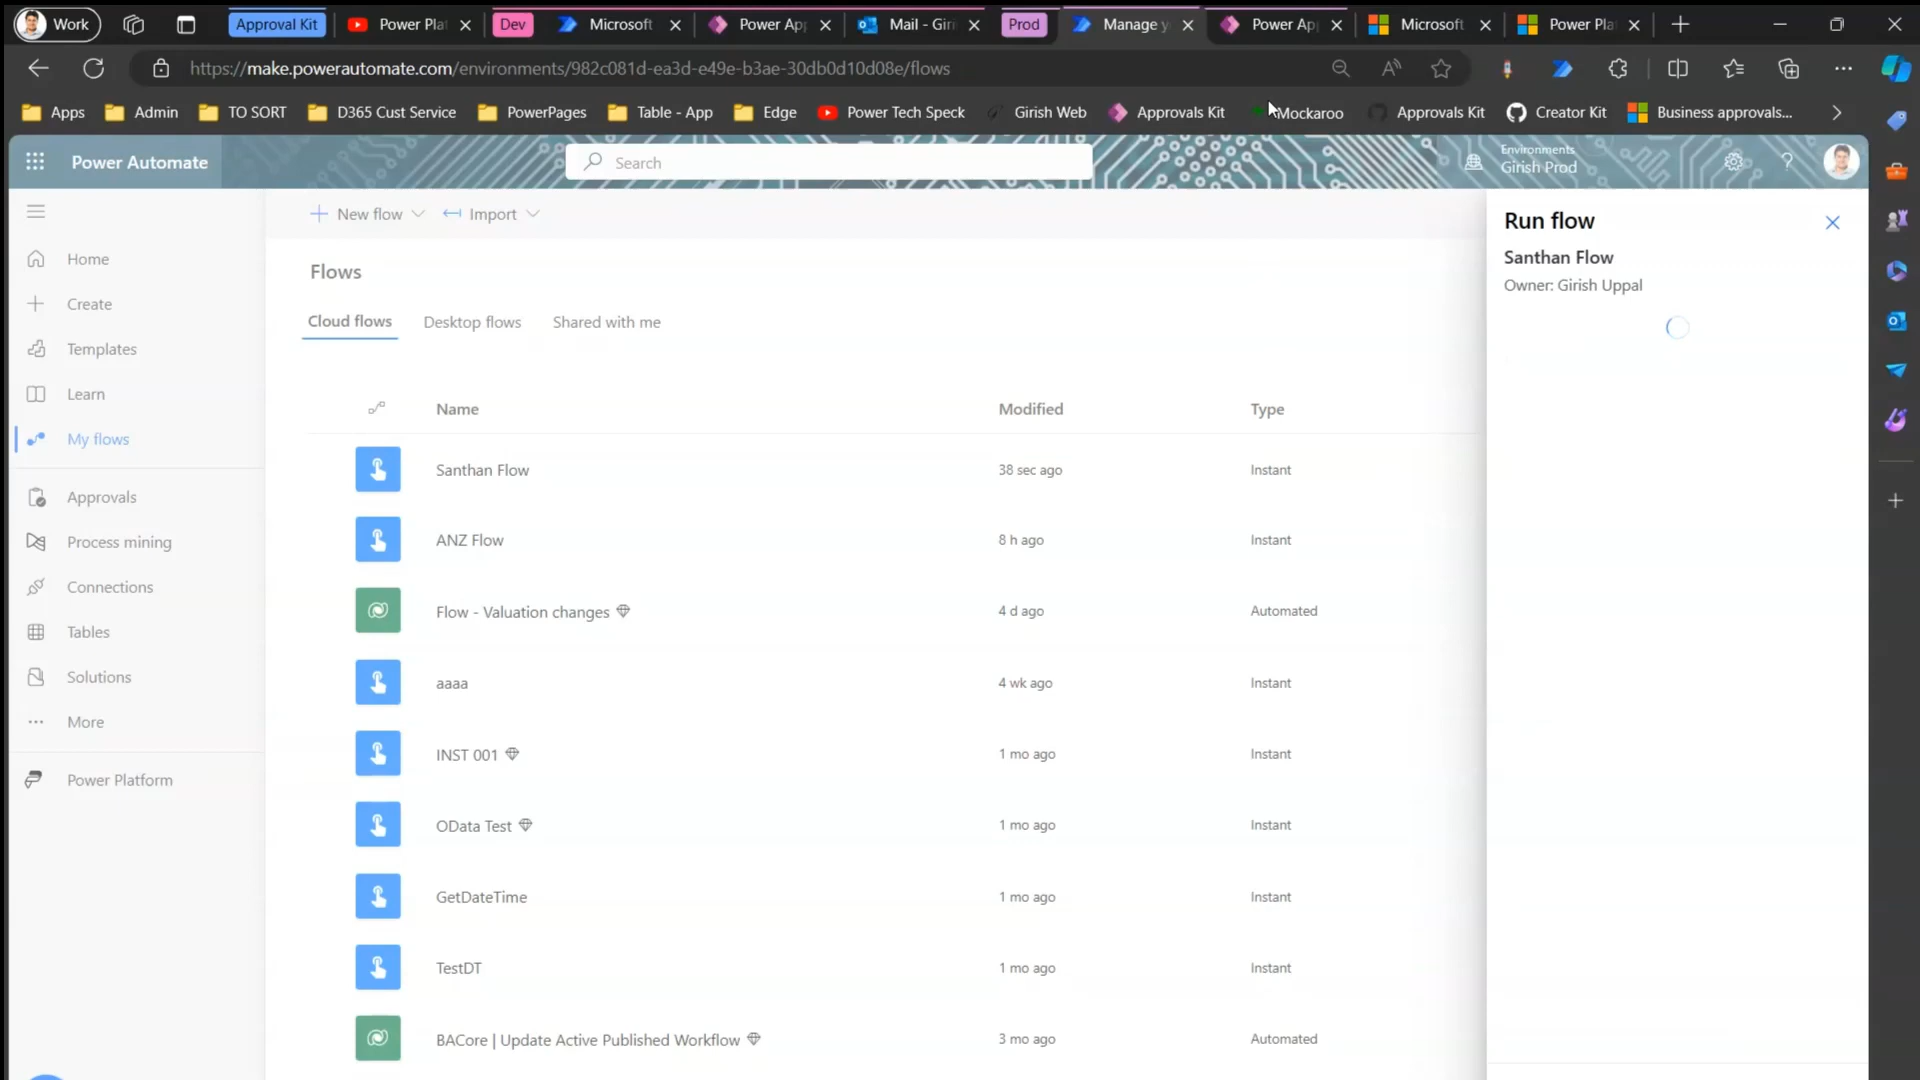 Work
Approval Kit
Power Pla
Dev
Microsoft
Power Ap
Mail - Giri
Prod
Manage y
Power Ap
Microsoft
Power Pla
https://make.powerautomate.com/environments/982c081d-ea3d-e49e-b3ae-30db0d10d08e/flows
Apps
Admin
TO SORT
D365 Cust Service
PowerPages
Table - App
Edge
Power Tech Speck
Girish Web
Approvals Kit
Mockaroo
Approvals Kit
Creator Kit
Business approvals...
Power Automate
Search
Environments
Girish Prod
New flow
Import
Run flow
Santhan Flow
Owner: Girish Uppal
Home
Create
Templates
Learn
My flows
Approvals
Process mining
Connections
Tables
Solutions
More
Power Platform
Flows
Cloud flows
Desktop flows
Shared with me
Name Modified Type
Santhan Flow 38 sec ago Instant
ANZ Flow 8 h ago Instant
Flow - Valuation changes 4 d ago Automated
aaaa 4 wk ago Instant
INST 001 1 mo ago Instant
OData Test 1 mo ago Instant
GetDateTime 1 mo ago Instant
TestDT 1 mo ago Instant
BACore | Update Active Published Workflow 3 mo ago Automated